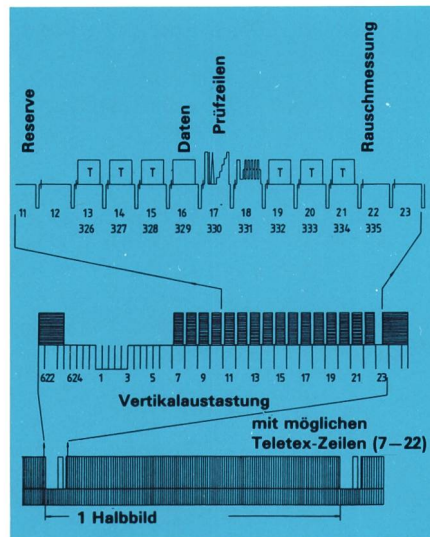 Reserve
Daten
Prüfzeilen
Rauschmessung
T T T T T T
11 12 13 14 15 16 17 18 19 20 21 22 23
326 327 328 329 330 331 332 333 334 335
622 624 1 3 5 7 9 11 13 15 17 19 21 23
Vertikalaustastung
mit möglichen
Teletex-Zeilen (7—22)
1 Halbbild